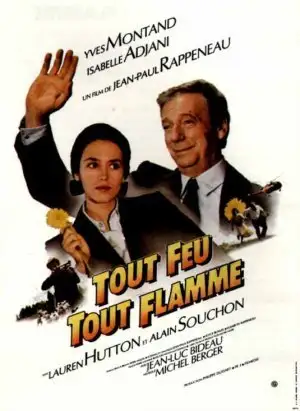 YVES MONTAND
ISABELLE ADJANI
UN FILM DE JEAN-PAUL RAPPENEAU
TOUT FEU
TOUT FLAMME
LAUREN HUTTON ET ALAIN SOUCHON
JEAN-LUC BIDEAU
MICHEL BERGER